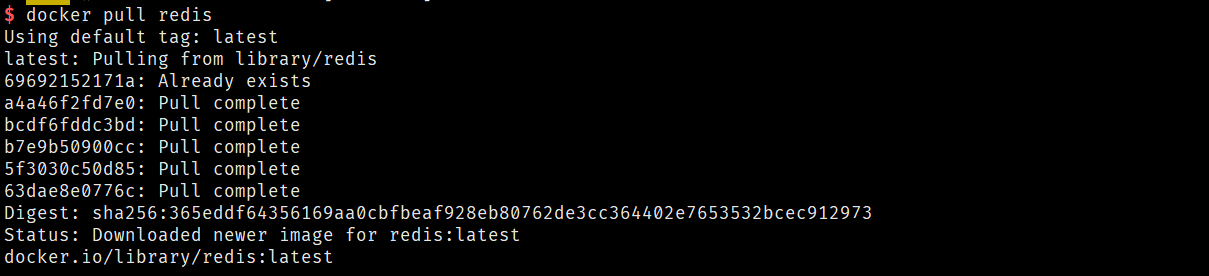 $ docker pull redis
Using default tag: latest
latest: Pulling from library/redis
69692152171a: Already exists
a4a46f2fd7e0: Pull complete
bcdf6fddc3bd: Pull complete
b7e9b50900cc: Pull complete
5f3030c50d85: Pull complete
63dae8e0776c: Pull complete
Digest: sha256:365eddf64356169aa0cbfbeaf928eb80762de3cc364402e7653532bcec912973
Status: Downloaded newer image for redis:latest
docker.io/library/redis:latest